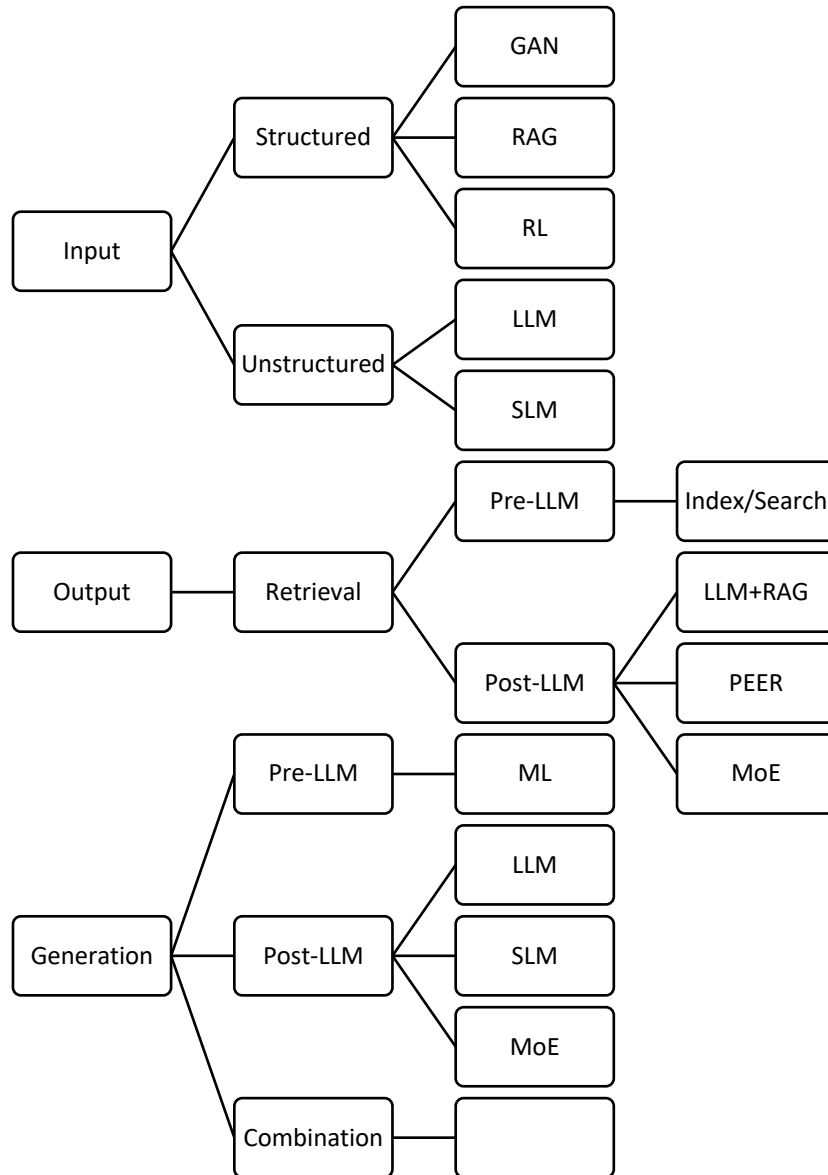 GAN
Structured
RAG
RL
Input
LLM
Unstructured
SLM
Pre-LLM
Index/Search
Output
Retrieval
LLM+RAG
Post-LLM
PEER
MoE
Pre-LLM
ML
LLM
Generation
Post-LLM
SLM
MoE
Combination